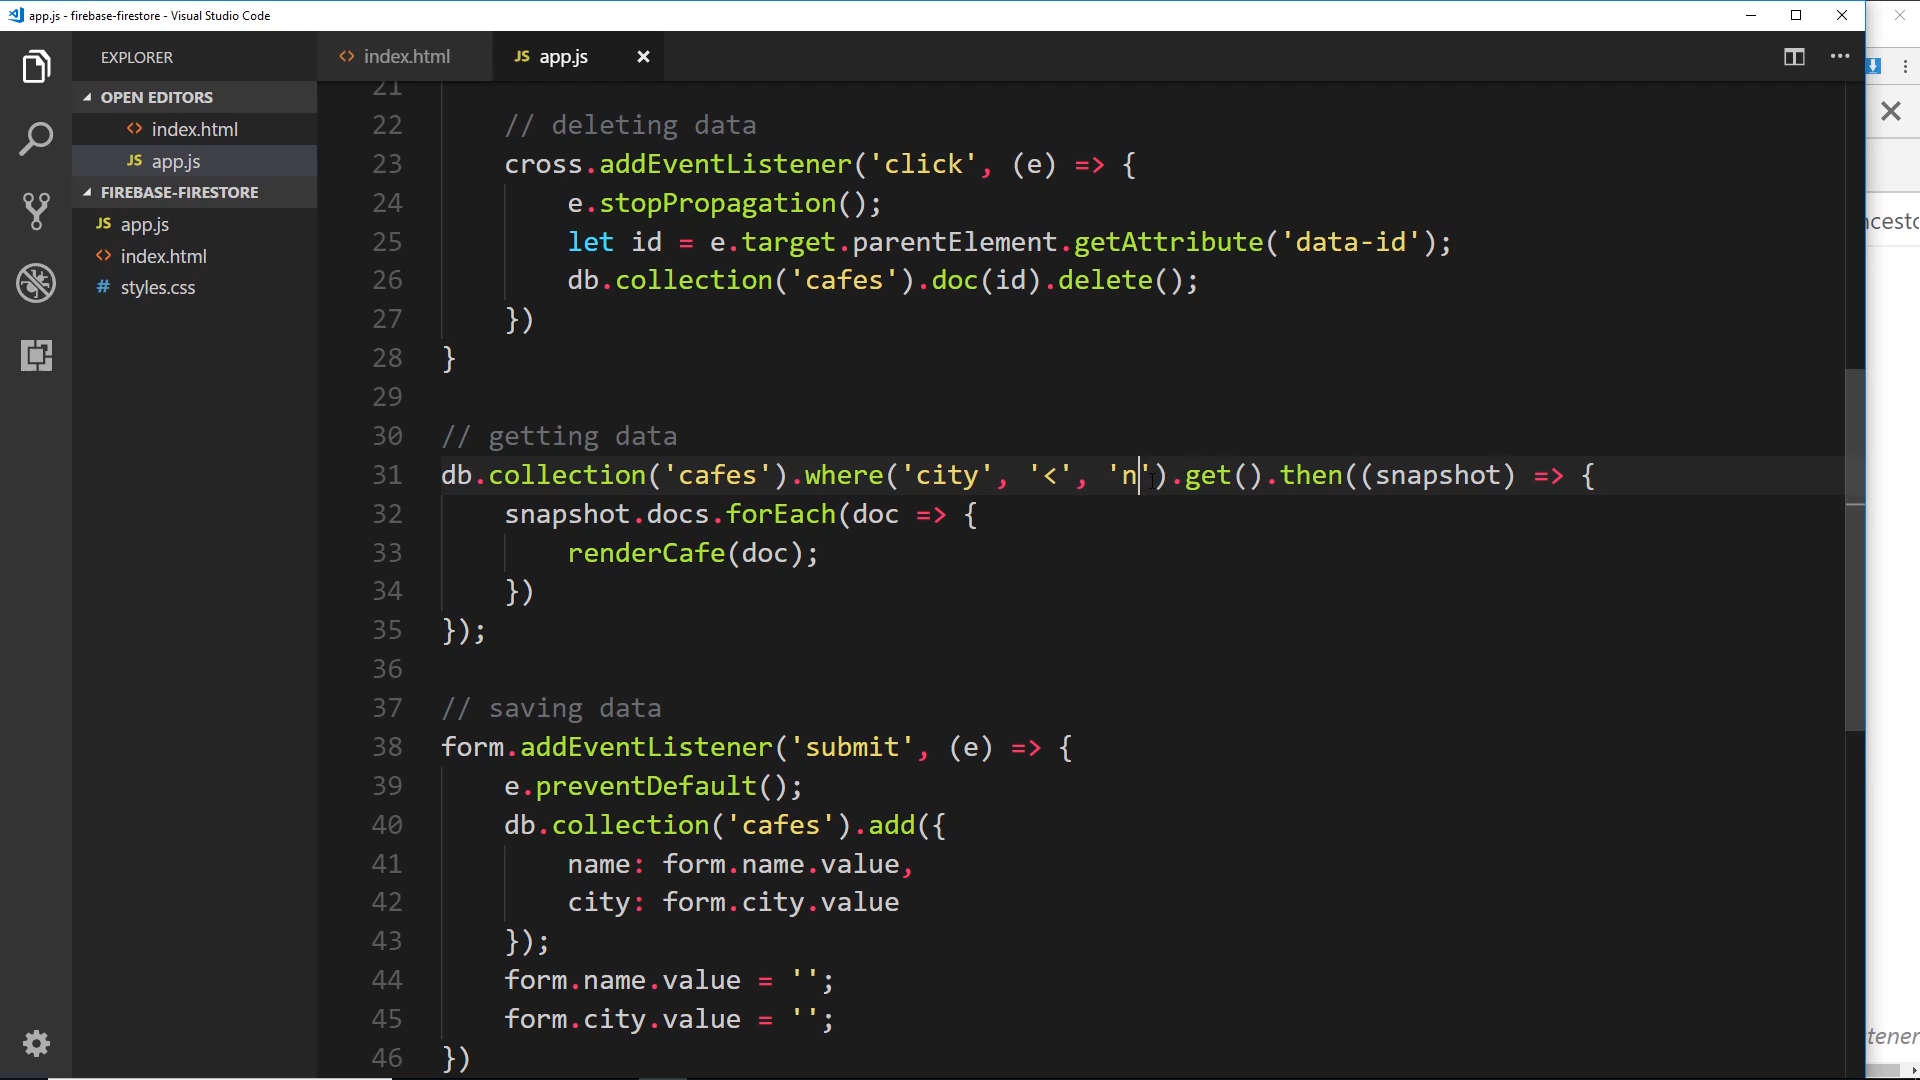 app.js - firebase-firestore - Visual Studio Code
EXPLORER
OPEN EDITORS
<> index.html
JS app.js
FIREBASE-FIRESTORE
JS app.js
<> index.html
# styles.css
<> index.html
JS app.js
21
22 // deleting data
23 cross.addEventListener('click', (e) => {
24 e.stopPropagation();
25 let id = e.target.parentElement.getAttribute('data-id');
26 db.collection('cafes').doc(id).delete();
27 })
28 }
29
30 // getting data
31 db.collection('cafes').where('city', '<', 'n').get().then((snapshot) => {
32 snapshot.docs.forEach(doc => {
33 renderCafe(doc);
34 })
35 });
36
37 // saving data
38 form.addEventListener('submit', (e) => {
39 e.preventDefault();
40 db.collection('cafes').add({
41 name: form.name.value,
42 city: form.city.value
43 });
44 form.name.value = '';
45 form.city.value = '';
46 })